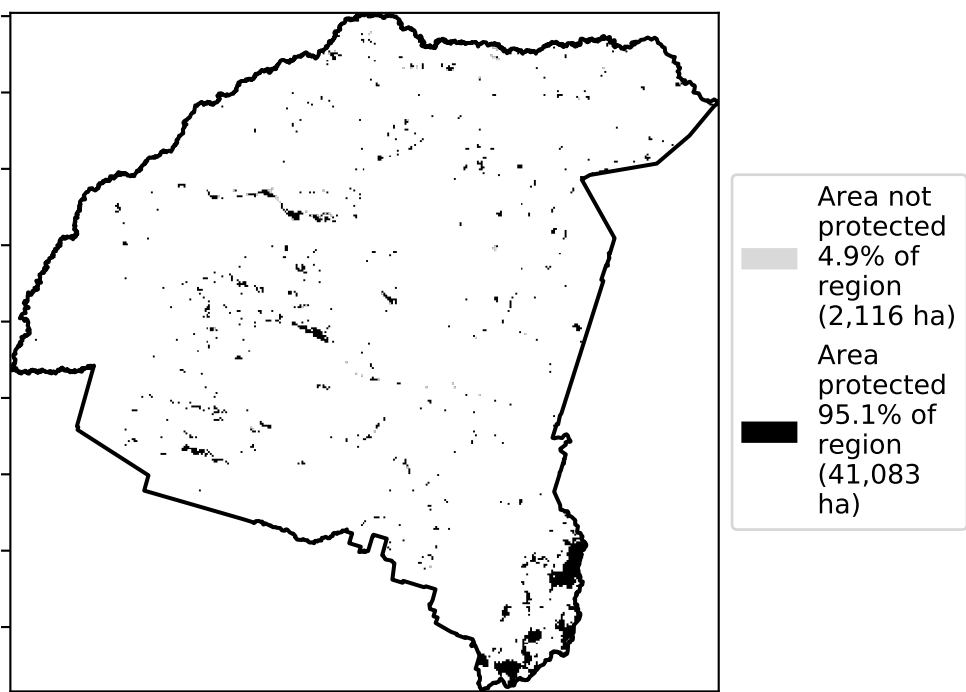 Area not
protected
4.9% of
region
(2,116 ha)
Area
protected
95.1% of
region
(41,083
ha)